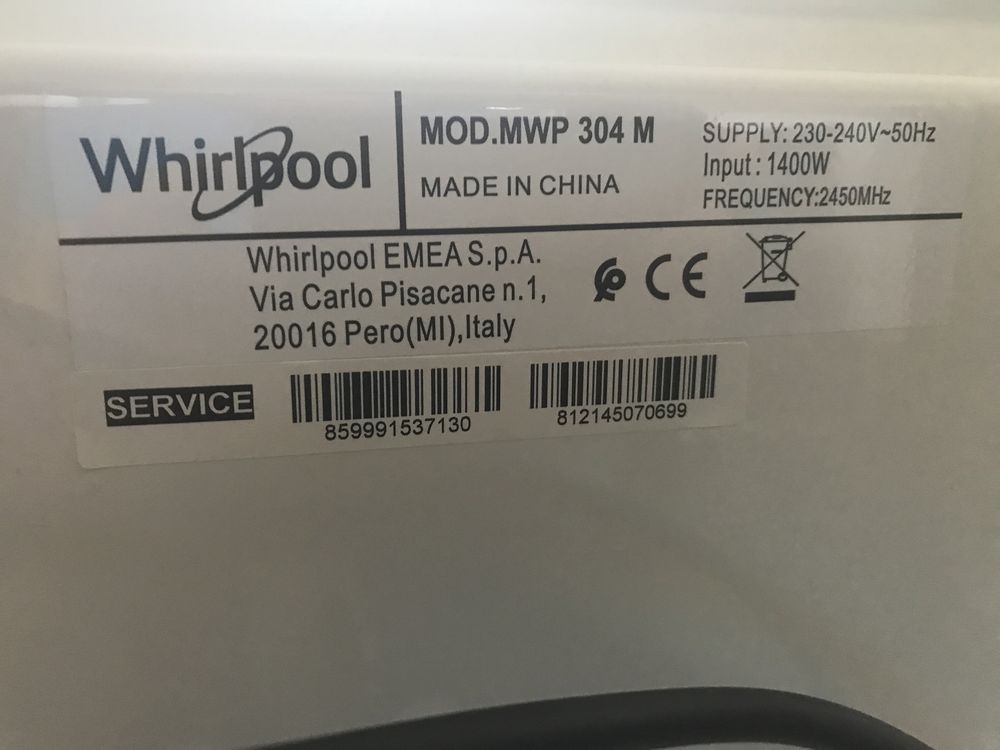 Whirlpool
MOD.MWP 304 M
MADE IN CHINA
SUPPLY: 230-240V~50Hz
Input : 1400W
FREQUENCY:2450MHz
Whirlpool EMEA S.p.A.
Via Carlo Pisacane n.1,
20016 Pero(MI),Italy
CE
SERVICE
859991537130
812145070699